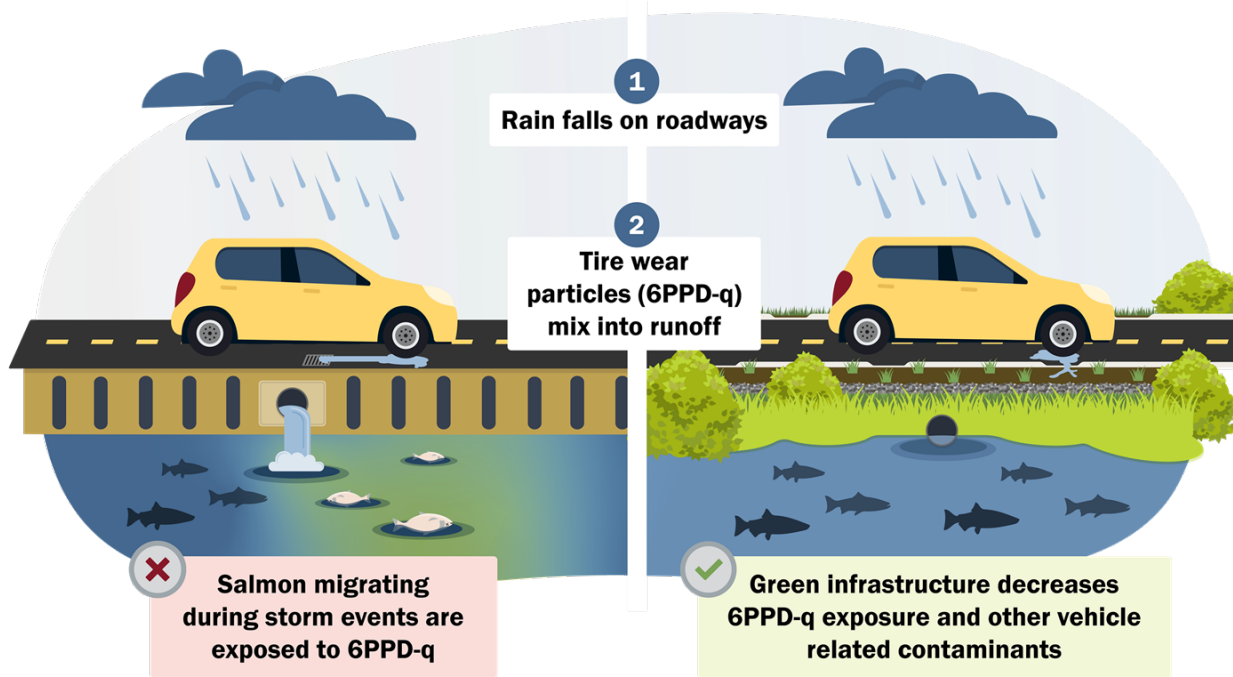 1
Rain falls on roadways
2
Tire wear
particles (6PPD-q)
mix into runoff
Salmon migrating
during storm events are
exposed to 6PPD-q
Green infrastructure decreases
6PPD-q exposure and other vehicle
related contaminants